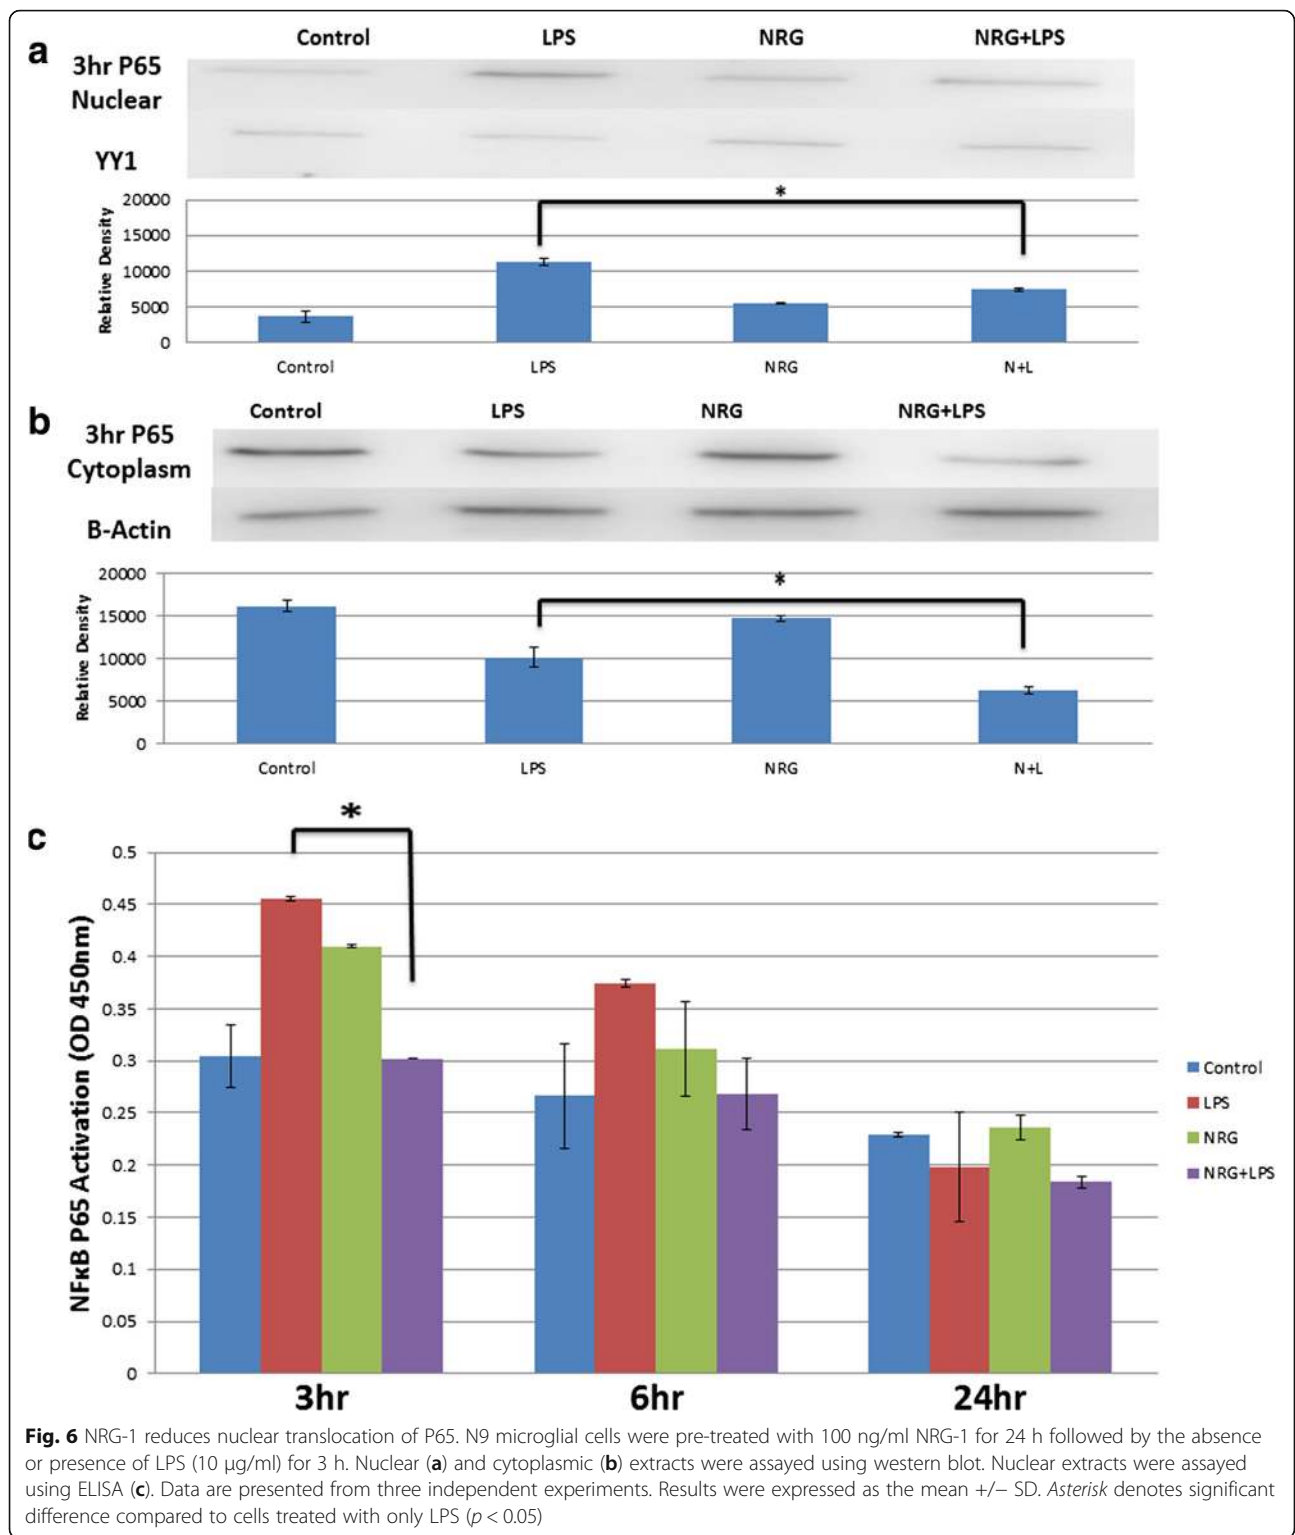 a
Control LPS NRG NRG+LPS
3hr P65
Nuclear
YY1
*
20000
15000
10000
5000
0
Relative Density
Control LPS NRG N+L
b
Control LPS NRG NRG+LPS
3hr P65
Cytoplasm
B-Actin
*
20000
15000
10000
5000
0
Relative Density
Control LPS NRG N+L
c
*
0.5
0.45
0.4
0.35
0.3
0.25
0.2
0.15
0.1
0.05
0
NFκB P65 Activation (OD 450nm)
Control
LPS
NRG
NRG+LPS
3hr 6hr 24hr
Fig. 6 NRG-1 reduces nuclear translocation of P65. N9 microglial cells were pre-treated with 100 ng/ml NRG-1 for 24 h followed by the absence
or presence of LPS (10 μg/ml) for 3 h. Nuclear (a) and cytoplasmic (b) extracts were assayed using western blot. Nuclear extracts were assayed
using ELISA (c). Data are presented from three independent experiments. Results were expressed as the mean +/− SD. Asterisk denotes significant
difference compared to cells treated with only LPS (p < 0.05)